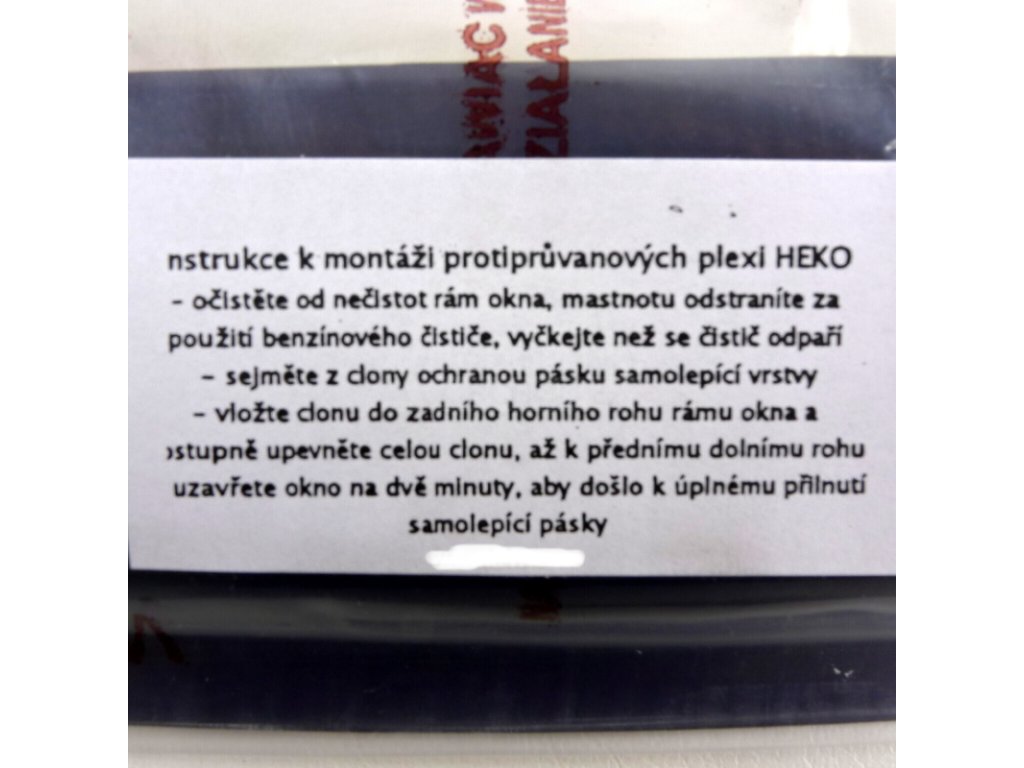 AWIAC W
ZIAŁANIE
nstrukce k montáži protiprůvanových plexi HEKO
- očistěte od nečistot rám okna, mastnotu odstraníte za
použití benzínového čističe, vyčkejte než se čistič odpaří
- sejměte z clony ochranou pásku samolepící vrstvy
- vložte clonu do zadního horního rohu rámu okna a
ostupně upevněte celou clonu, až k přednímu dolnímu rohu
uzavřete okno na dvě minuty, aby došlo k úplnému přilnutí
samolepící pásky